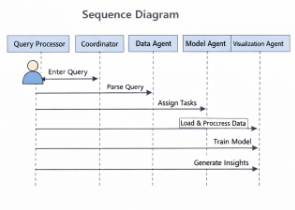 Sequence Diagram
Query Processor
Coordinator
Data Agent
Model Agent
Visualization Agent
Enter Query
Parse Query
Assign Tasks
Load & Proccress Data
Train Model
Generate Insights